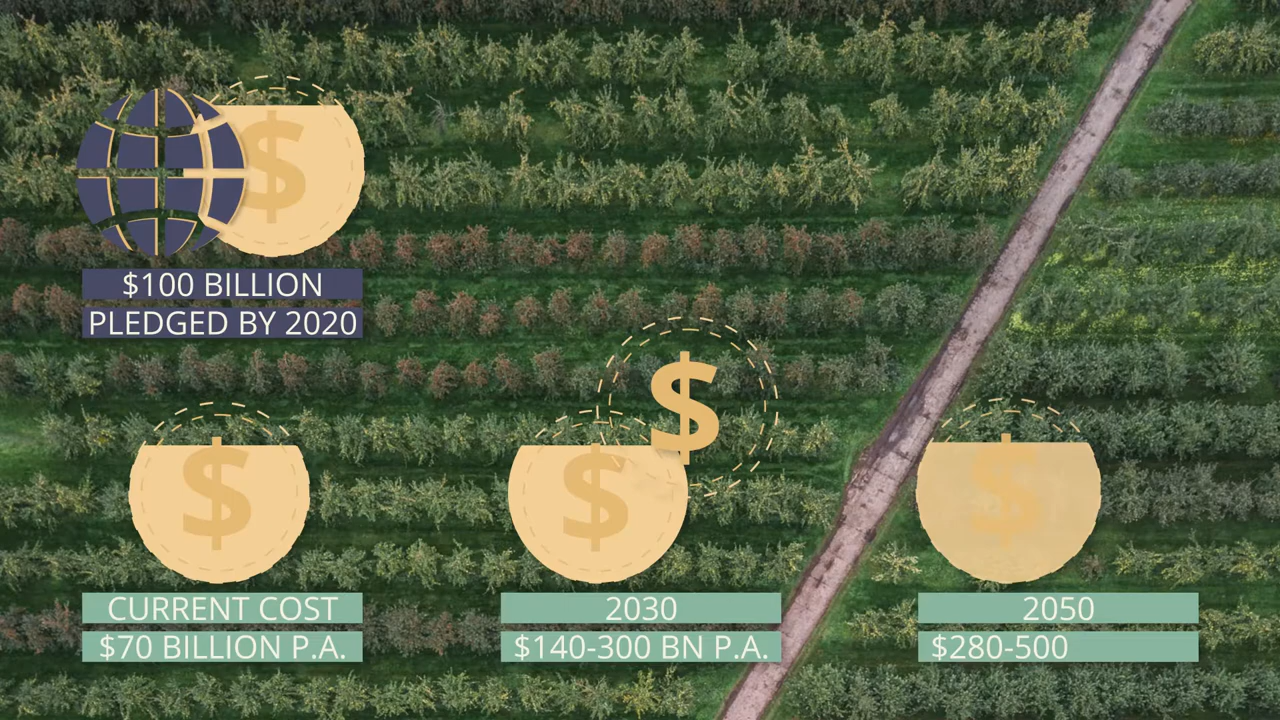 $
$100 BILLION
PLEDGED BY 2020
$
$
$
$
CURRENT COST
$70 BILLION P.A.
2030
$140-300 BN P.A.
2050
$280-500